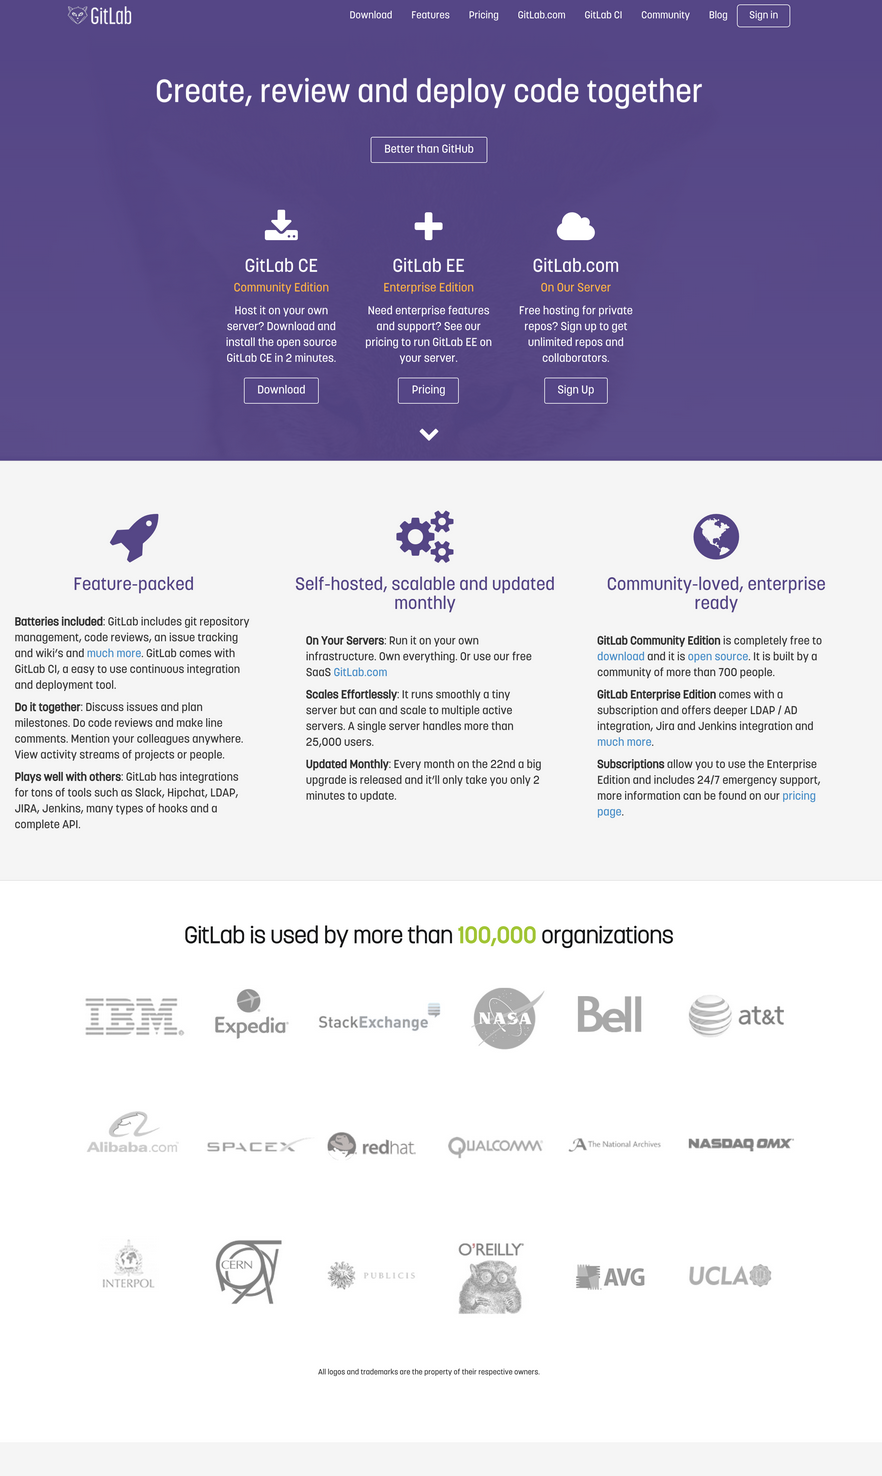 GitLab
Download Features Pricing GitLab.com GitLab CI Community Blog Sign in
Create, review and deploy code together
Better than GitHub
GitLab CE
Community Edition
Host it on your own
server? Download and
install the open source
GitLab CE in 2 minutes.
Download
GitLab EE
Enterprise Edition
Need enterprise features
and support? See our
pricing to run GitLab EE on
your server.
Pricing
GitLab.com
On Our Server
Free hosting for private
repos? Sign up to get
unlimited repos and
collaborators.
Sign Up
Feature-packed
Batteries included: GitLab includes git repository
management, code reviews, an issue tracking
and wiki's and much more. GitLab comes with
GitLab CI, a easy to use continuous integration
and deployment tool.
Do it together: Discuss issues and plan
milestones. Do code reviews and make line
comments. Mention your colleagues anywhere.
View activity streams of projects or people.
Plays well with others: GitLab has integrations
for tons of tools such as Slack, Hipchat, LDAP,
JIRA, Jenkins, many types of hooks and a
complete API.
Self-hosted, scalable and updated
monthly
On Your Servers: Run it on your own
infrastructure. Own everything. Or use our free
SaaS GitLab.com
Scales Effortlessly: It runs smoothly a tiny
server but can and scale to multiple active
servers. A single server handles more than
25,000 users.
Updated Monthly: Every month on the 22nd a big
upgrade is released and it'll only take you only 2
minutes to update.
Community-loved, enterprise
ready
GitLab Community Edition is completely free to
download and it is open source. It is built by a
community of more than 700 people.
GitLab Enterprise Edition comes with a
subscription and offers deeper LDAP / AD
integration, Jira and Jenkins integration and
much more.
Subscriptions allow you to use the Enterprise
Edition and includes 24/7 emergency support,
more information can be found on our pricing
page.
GitLab is used by more than 100,000 organizations
IBM
Expedia
StackExchange
NASA
Bell
at&t
Alibaba.com
SPACEX
redhat.
QUALCOMM
The National Archives
NASDAQ OMX
INTERPOL
CERN
PUBLICIS
O'REILLY
AVG
UCLA
All logos and trademarks are the property of their respective owners.